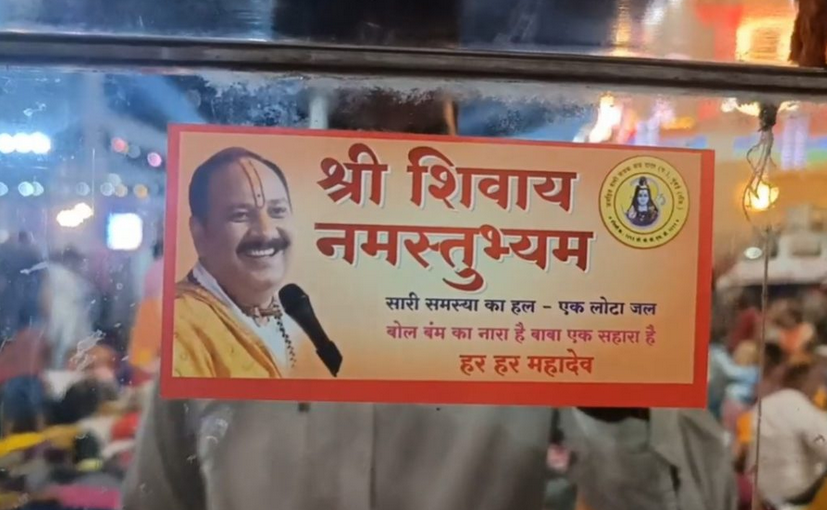 श्री शिवाय
नमस्तुभ्यम
सारी समस्या का हल - एक लोटा जल
बोल बंम का नारा है बाबा एक सहारा है
हर हर महादेव